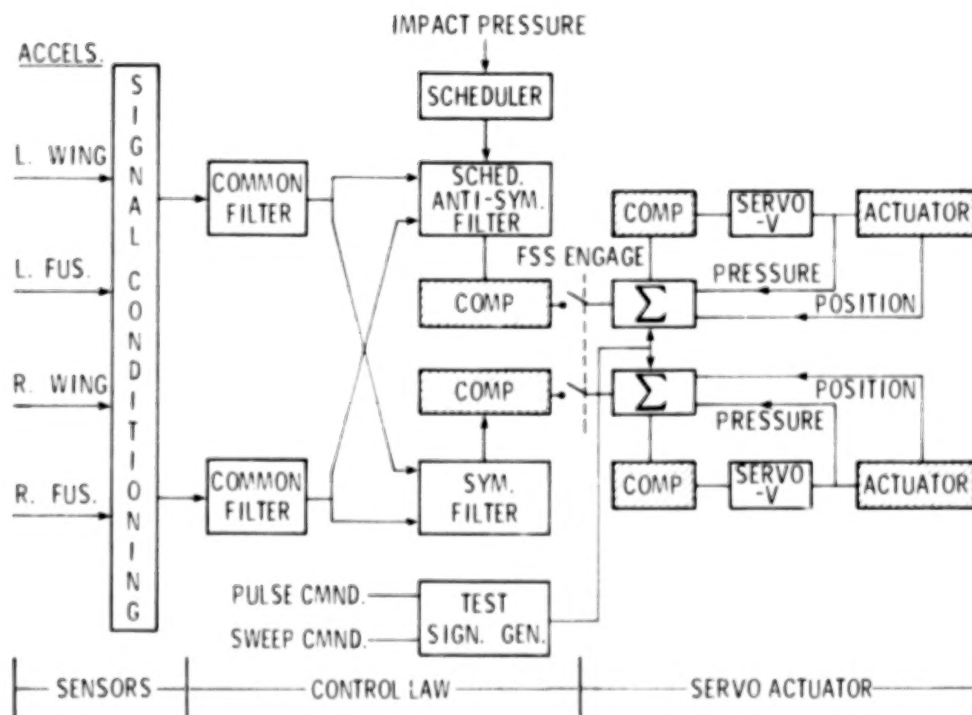 IMPACT PRESSURE
ACCELS.
SIGNAL CONDITIONING
SCHEDULER
L. WING
COMMON
FILTER
SCHED.
ANTI-SYM.
FILTER
COMP
SERVO
-V
ACTUATOR
L. FUS.
FSS ENGAGE
COMP
Σ
PRESSURE
POSITION
R. WING
COMP
Σ
POSITION
PRESSURE
R. FUS.
COMMON
FILTER
SYM.
FILTER
COMP
SERVO
-V
ACTUATOR
PULSE CMND.
SWEEP CMND.
TEST
SIGN. GEN.
SENSORS
CONTROL LAW
SERVO ACTUATOR